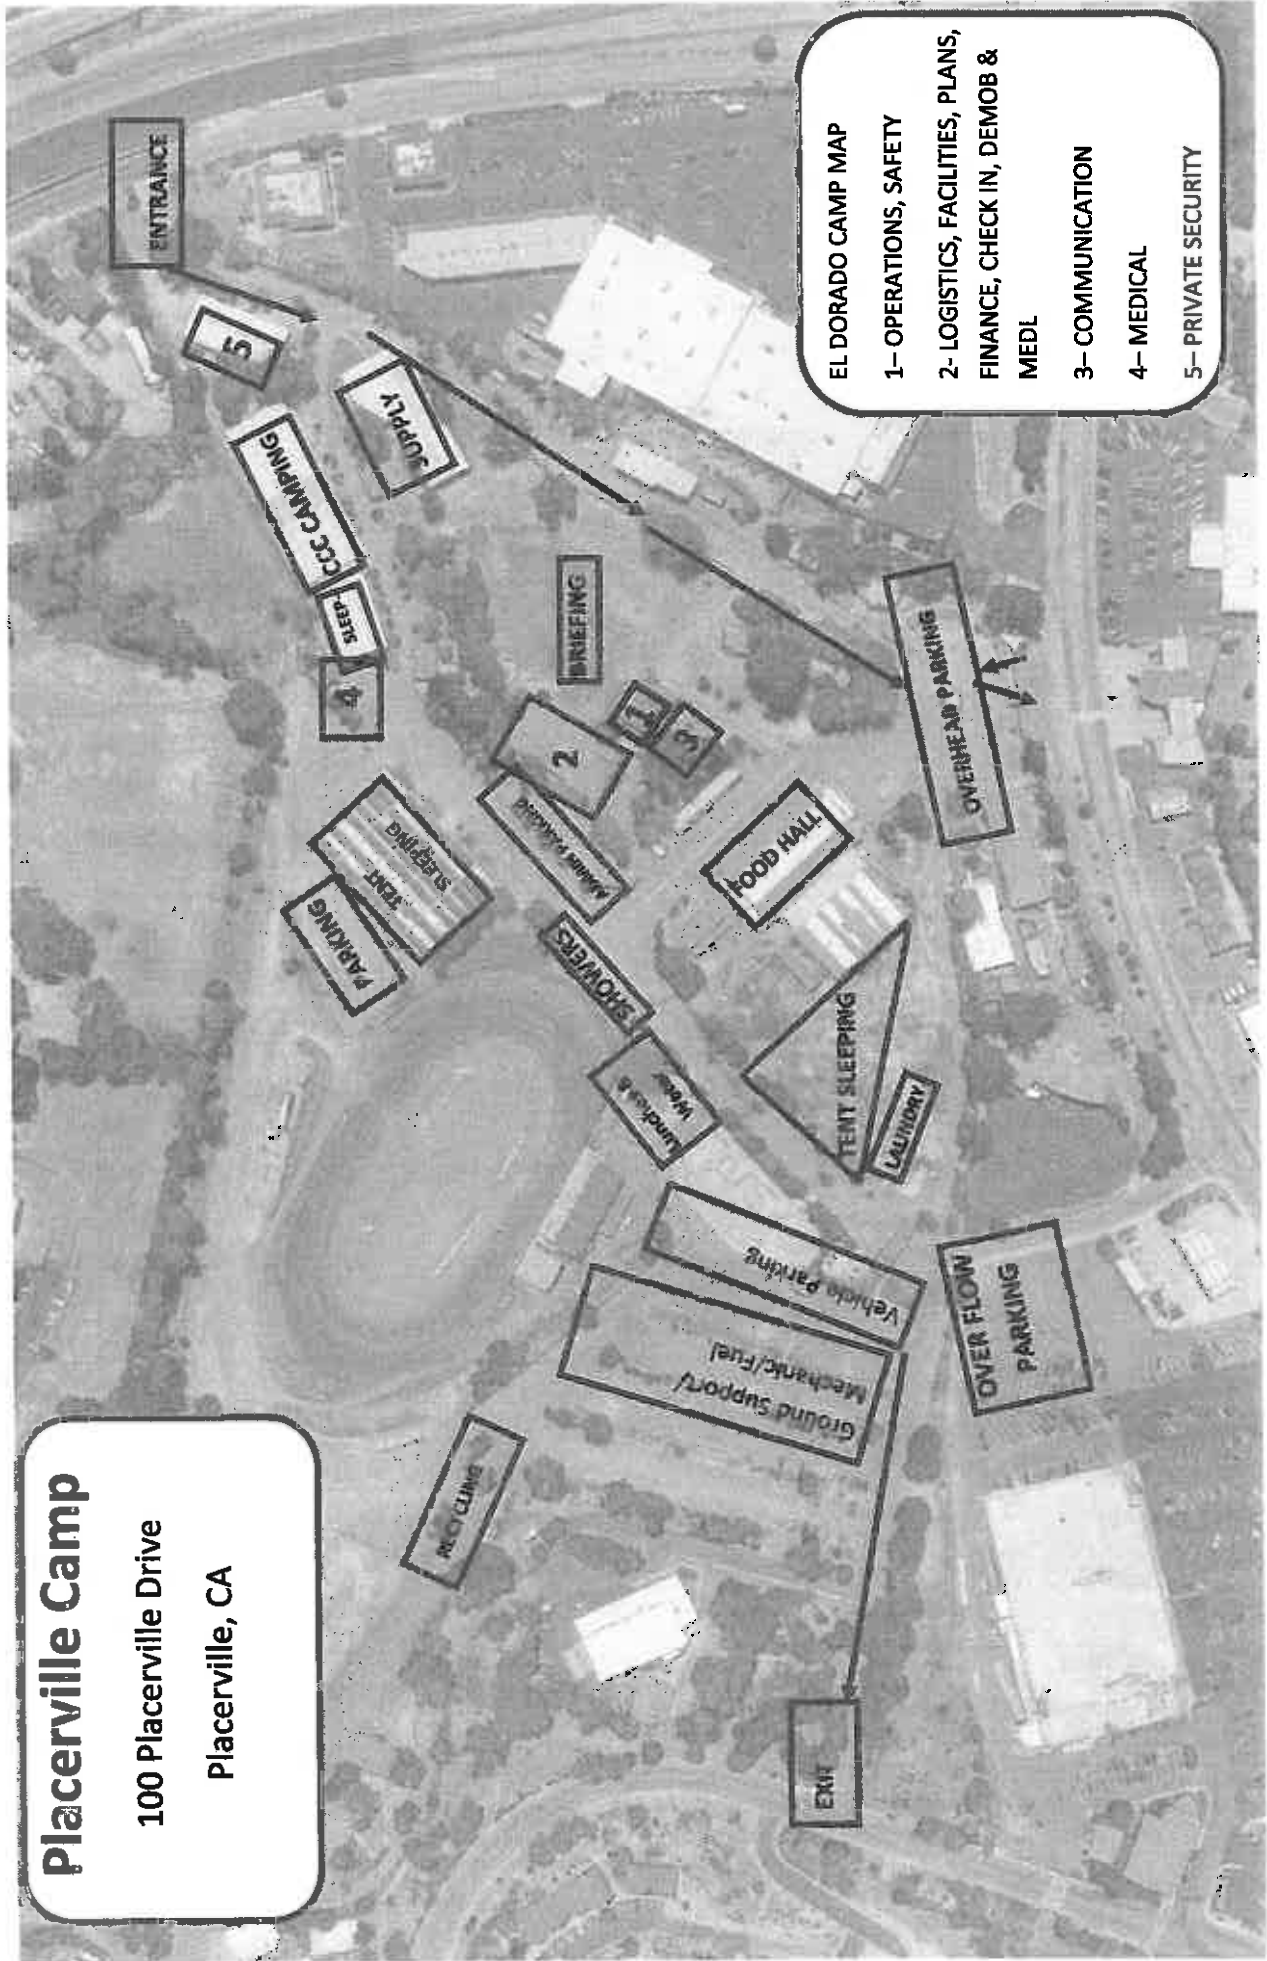 Placerville Camp
100 Placerville Drive
Placerville, CA
EL DORADO CAMP MAP
1– OPERATIONS, SAFETY
2- LOGISTICS, FACILITIES, PLANS,
FINANCE, CHECK IN, DEMOB &
MEDL
3– COMMUNICATION
4– MEDICAL
5– PRIVATE SECURITY
ENTRANCE
5
SUPPLY
CCC CAMPING
SLEEP-
4
BRIEFING
1
3
2
ADMIN PARKING
TENT
SLEEPING
PARKING
SHOWERS
FOOD HALL
OVERHEAD PARKING
Lunches &
Water
TENT SLEEPING
LAUNDRY
Vehicle Parking
Ground Support/
Mechanic/Fuel
OVER FLOW
PARKING
RECYCLING
EXIT